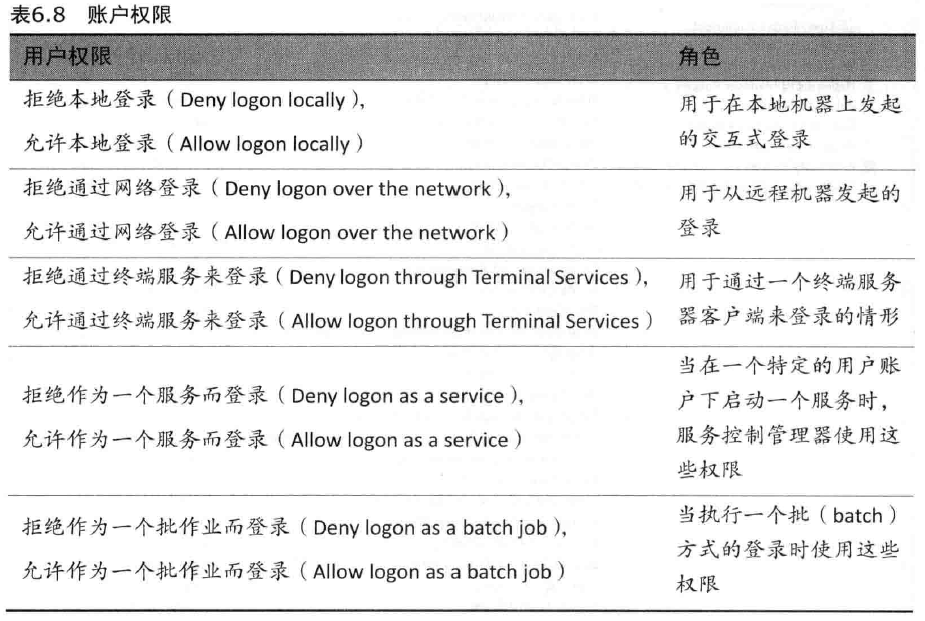 表6.8 账户权限
用户权限 角色
拒绝本地登录（Deny logon locally），
允许本地登录（Allow logon locally）
用于在本地机器上发起
的交互式登录
拒绝通过网络登录（Deny logon over the network），
允许通过网络登录（Allow logon over the network）
用于从远程机器发起的
登录
拒绝通过终端服务来登录（Deny logon through Terminal Services），
允许通过终端服务来登录（Allow logon through Terminal Services）
用于通过一个终端服务
器客户端来登录的情形
拒绝作为一个服务而登录（Deny logon as a service），
允许作为一个服务而登录（Allow logon as a service）
当在一个特定的用户账
户下启动一个服务时，
服务控制管理器使用这
些权限
拒绝作为一个批作业而登录（Deny logon as a batch job），
允许作为一个批作业而登录（Allow logon as a batch job）
当执行一个批（batch）
方式的登录时使用这些
权限